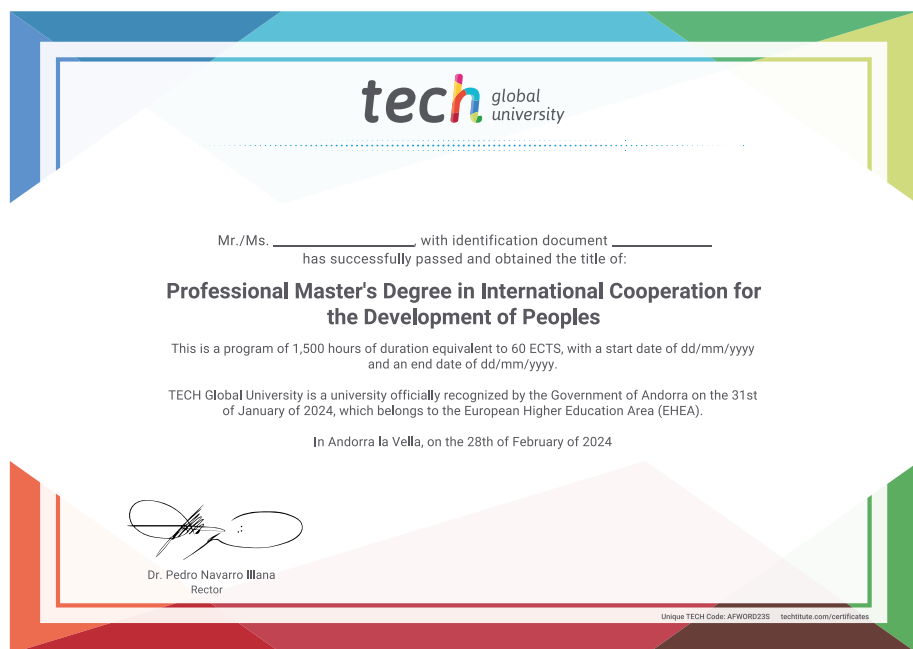 tech global
university
Mr./Ms. ____________, with identification document ____________
has successfully passed and obtained the title of:
Professional Master's Degree in International Cooperation for
the Development of Peoples
This is a program of 1,500 hours of duration equivalent to 60 ECTS, with a start date of dd/mm/yyyy
and an end date of dd/mm/yyyy.
TECH Global University is a university officially recognized by the Government of Andorra on the 31st
of January of 2024, which belongs to the European Higher Education Area (EHEA).
In Andorra la Vella, on the 28th of February of 2024
Dr. Pedro Navarro Illana
Rector
Unique TECH Code: AFWORD23S techtitute.com/certificates